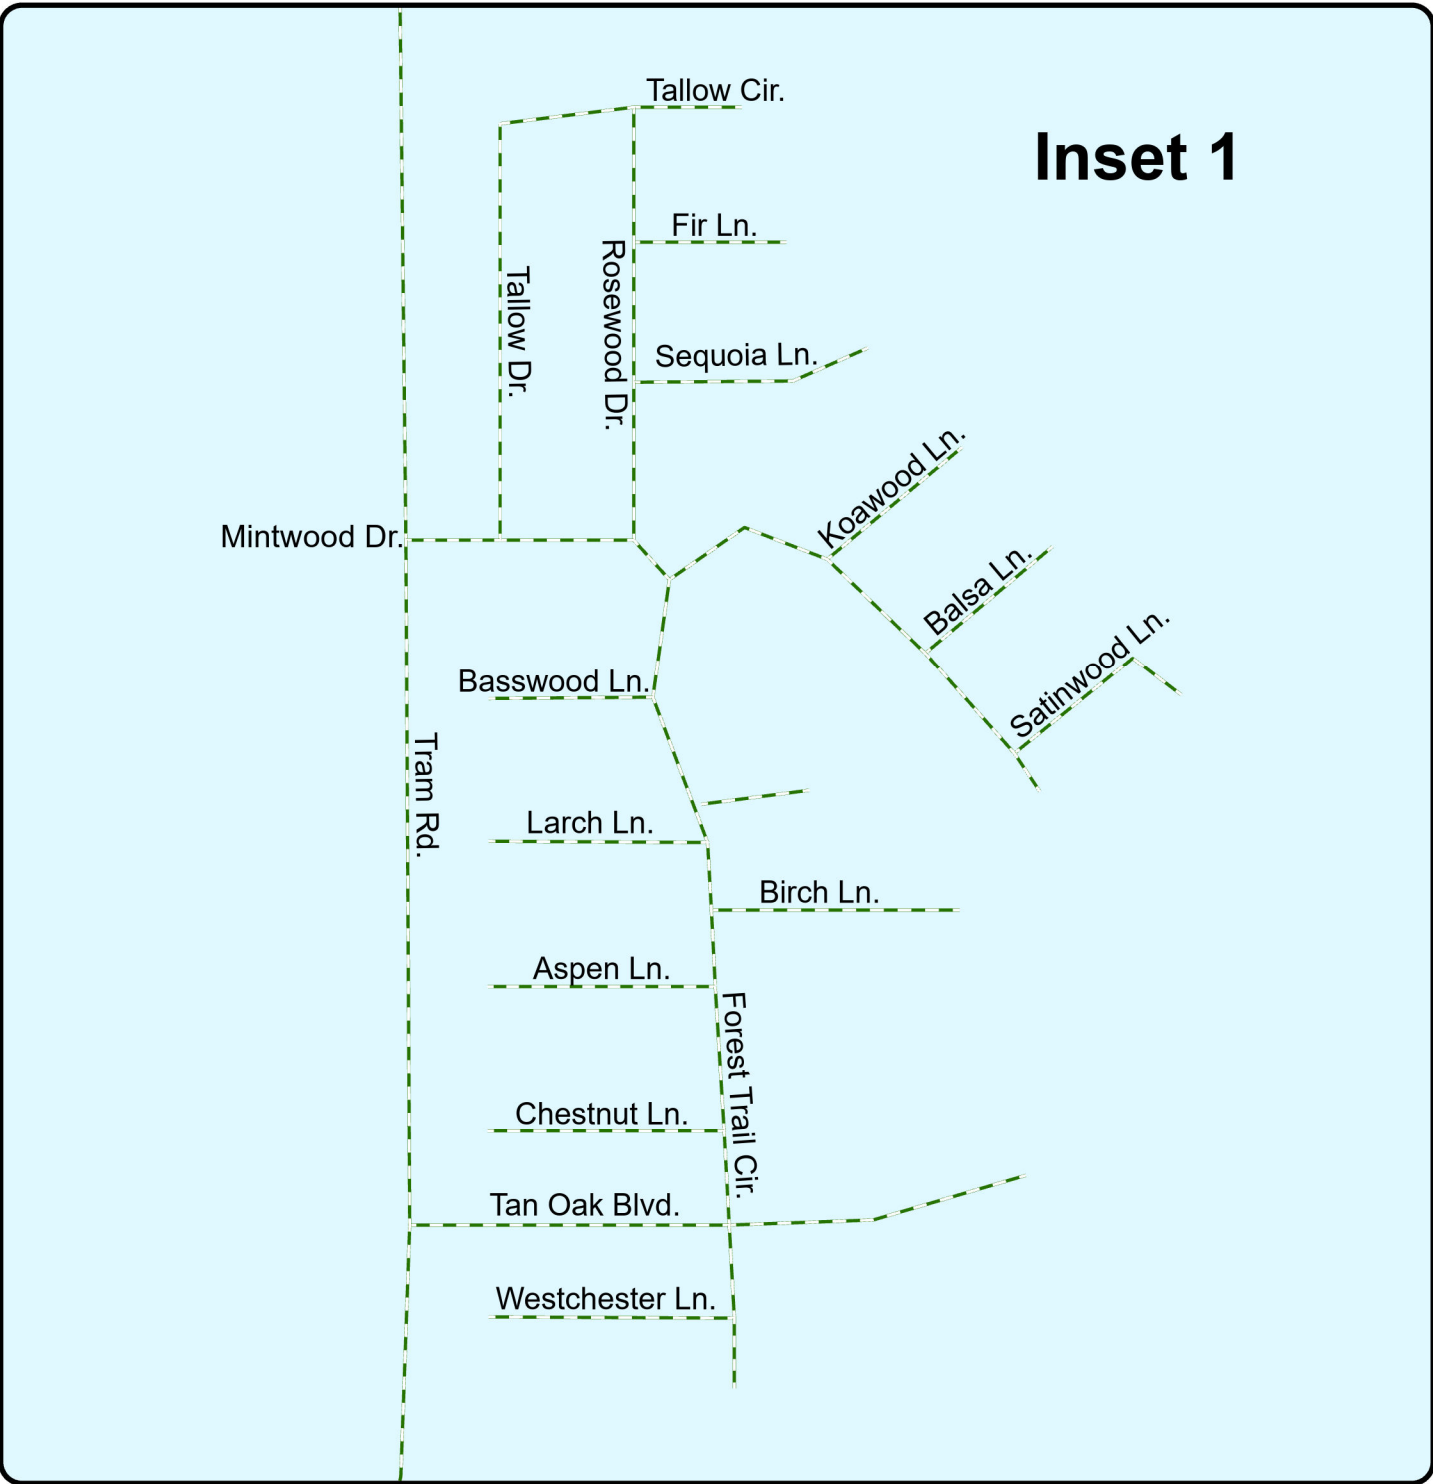 Tallow Cir.
Inset 1
Fir Ln.
Rosewood Dr.
Tallow Dr.
Sequoia Ln.
Koawood Ln.
Mintwood Dr.
Balsa Ln.
Satinwood Ln.
Basswood Ln.
Tram Rd.
Larch Ln.
Birch Ln.
Aspen Ln.
Forest Trail Cir.
Chestnut Ln.
Tan Oak Blvd.
Westchester Ln.